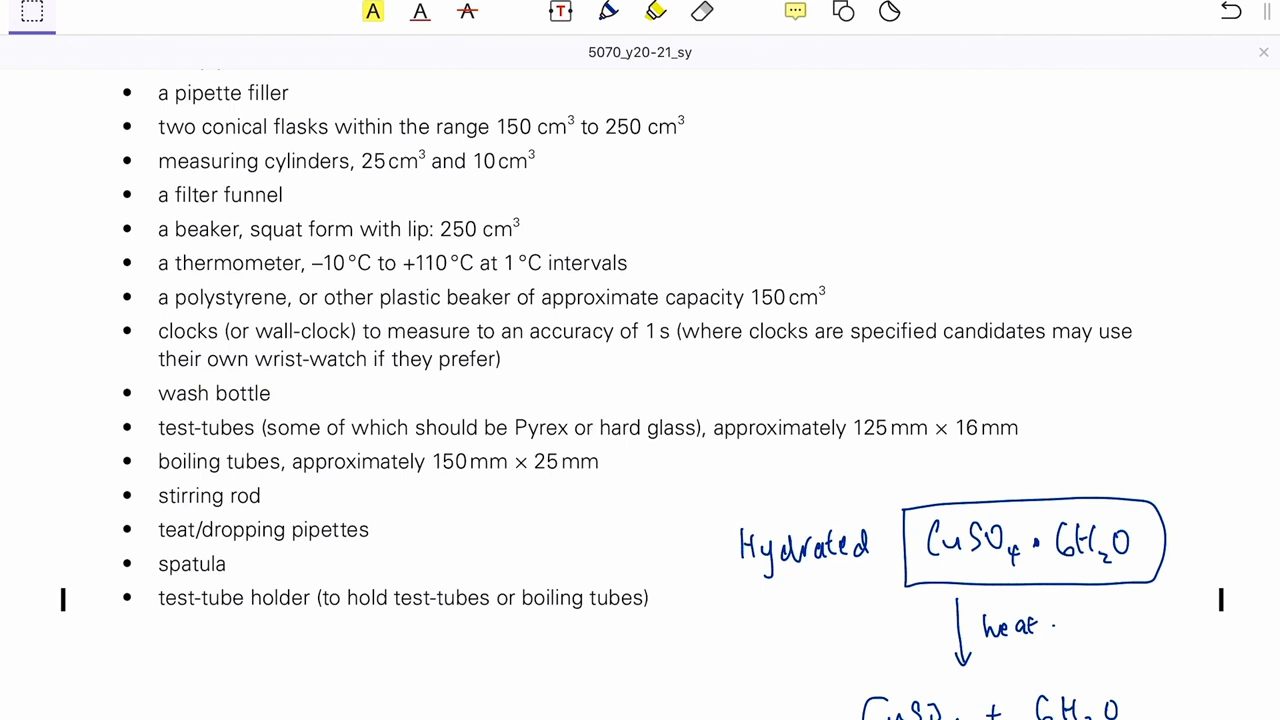 A A A T
5070_y20-21_sy
• a pipette filler
• two conical flasks within the range 150 cm³ to 250 cm³
• measuring cylinders, 25 cm³ and 10 cm³
• a filter funnel
• a beaker, squat form with lip: 250 cm³
• a thermometer, –10 °C to +110 °C at 1 °C intervals
• a polystyrene, or other plastic beaker of approximate capacity 150 cm³
• clocks (or wall-clock) to measure to an accuracy of 1 s (where clocks are specified candidates may use
their own wrist-watch if they prefer)
• wash bottle
• test-tubes (some of which should be Pyrex or hard glass), approximately 125 mm × 16 mm
• boiling tubes, approximately 150 mm × 25 mm
• stirring rod
• teat/dropping pipettes
• spatula
• test-tube holder (to hold test-tubes or boiling tubes)
Hydrated CuSO₄ • 6H₂O
heat.
CuSO₄ + 6H₂O